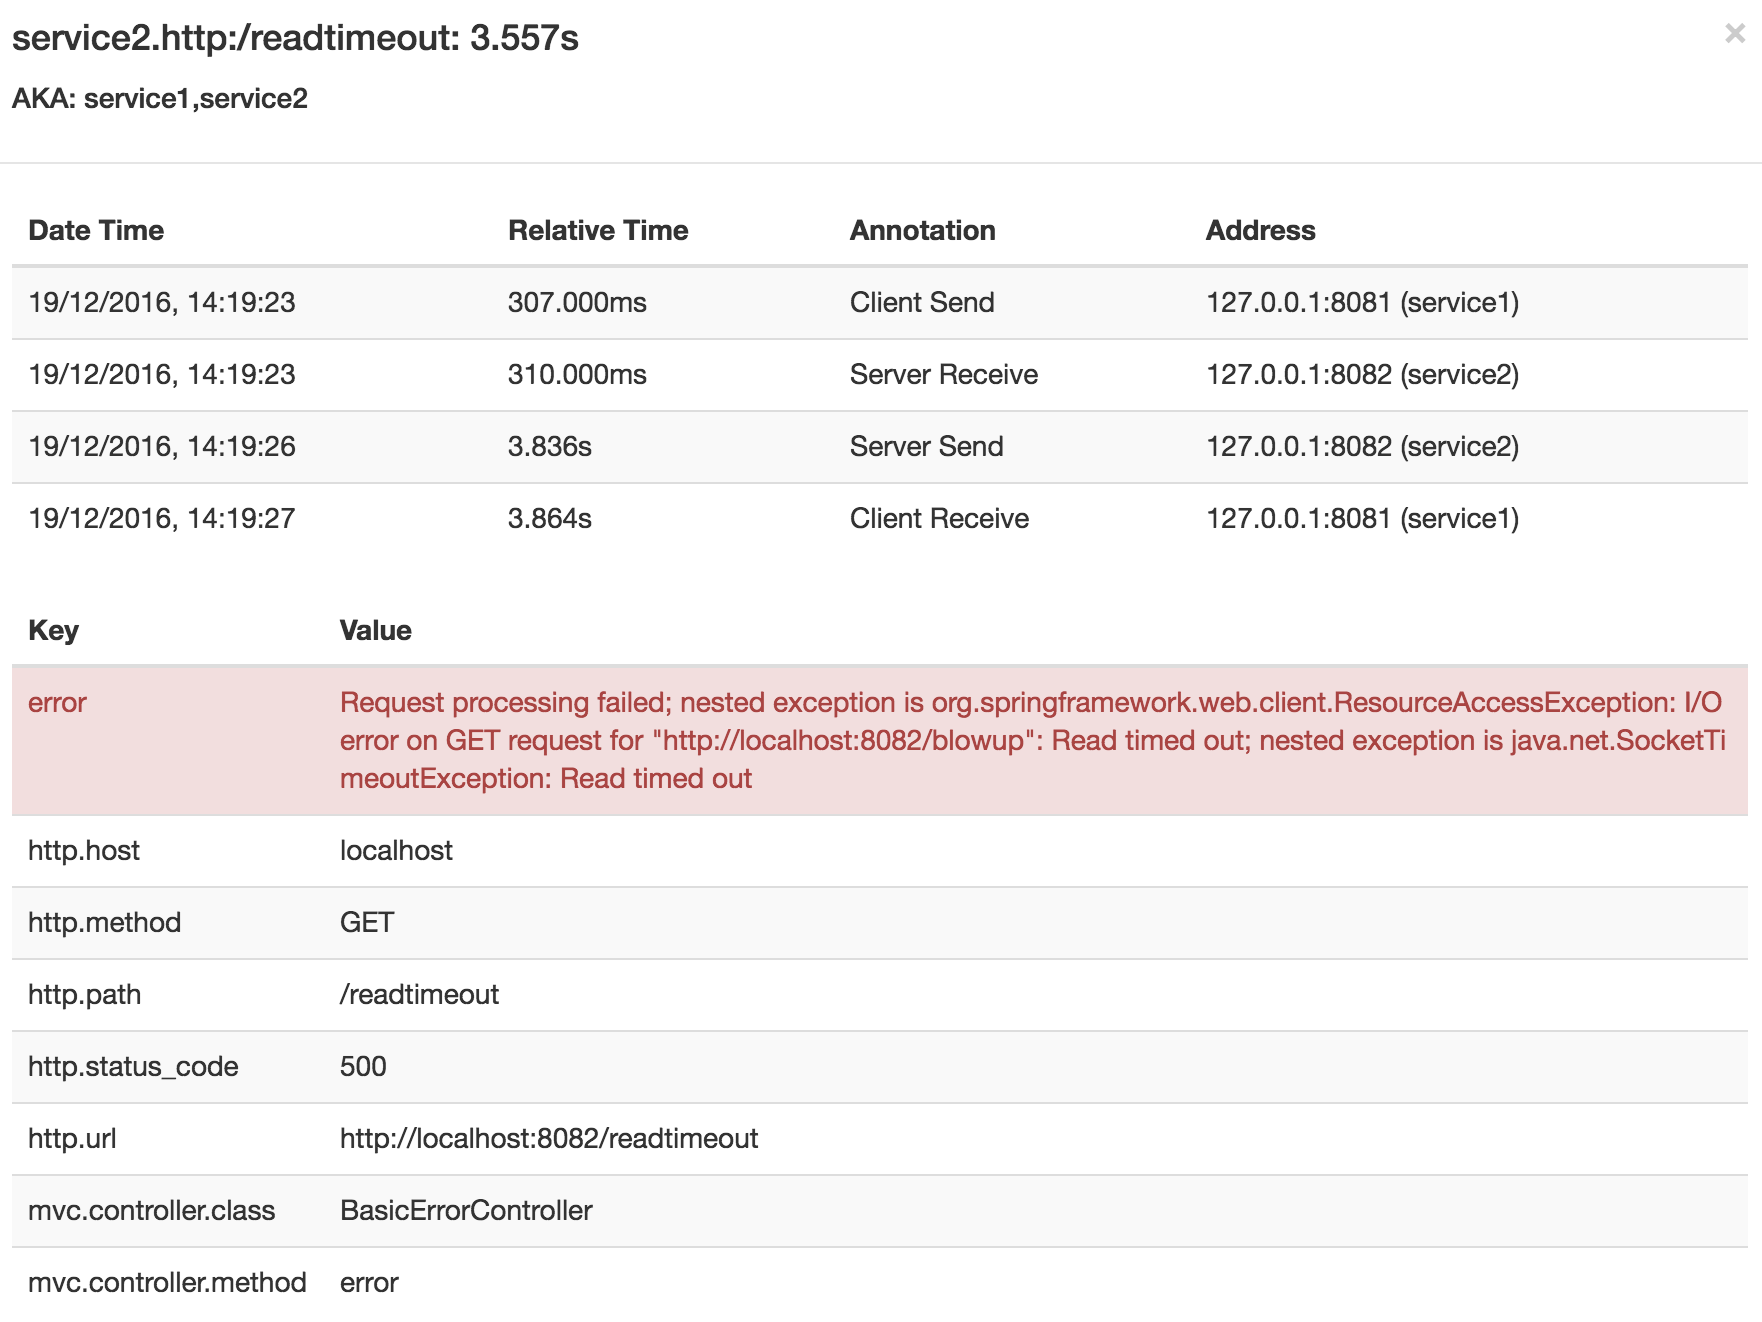 service2.http:/readtimeout: 3.557s ×
AKA: service1,service2
Date Time Relative Time Annotation Address
19/12/2016, 14:19:23 307.000ms Client Send 127.0.0.1:8081 (service1)
19/12/2016, 14:19:23 310.000ms Server Receive 127.0.0.1:8082 (service2)
19/12/2016, 14:19:26 3.836s Server Send 127.0.0.1:8082 (service2)
19/12/2016, 14:19:27 3.864s Client Receive 127.0.0.1:8081 (service1)
Key Value
error Request processing failed; nested exception is org.springframework.web.client.ResourceAccessException: I/O
error on GET request for "http://localhost:8082/blowup": Read timed out; nested exception is java.net.SocketTi
meoutException: Read timed out
http.host localhost
http.method GET
http.path /readtimeout
http.status_code 500
http.url http://localhost:8082/readtimeout
mvc.controller.class BasicErrorController
mvc.controller.method error